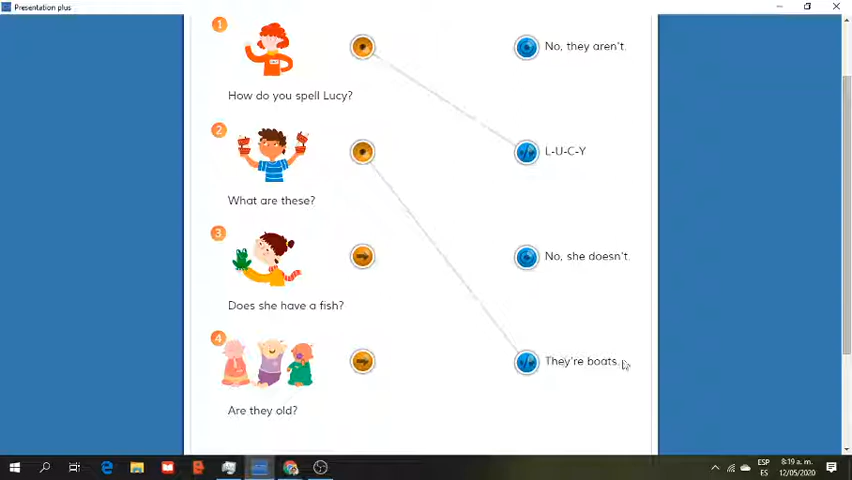 Presentation plus
1
No, they aren't.
How do you spell Lucy?
2
L-U-C-Y
What are these?
3
No, she doesn't.
Does she have a fish?
4
They're boats.
Are they old?
ESP
ES
8:19 a. m.
12/05/2020